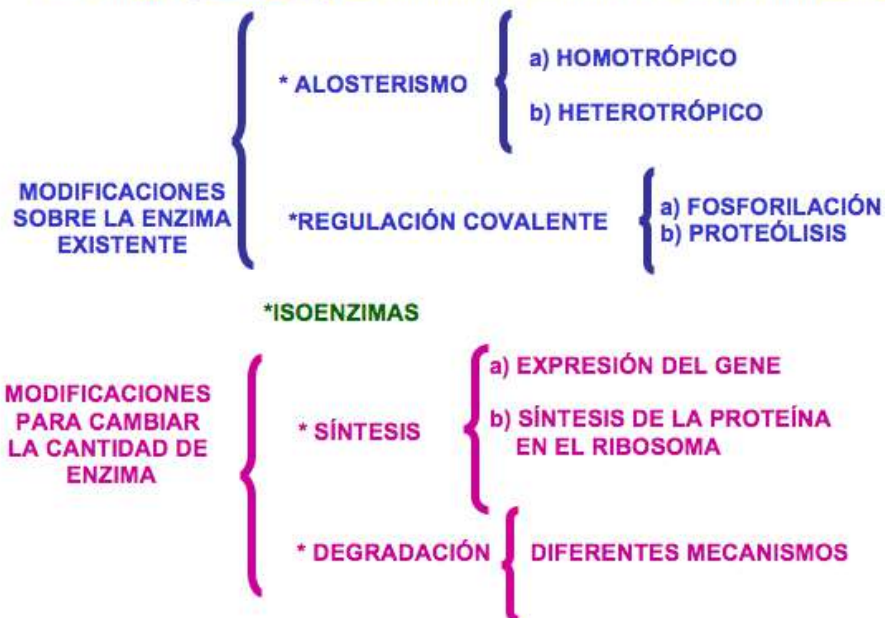 * ALOSTERISMO
a) HOMOTRÓPICO
b) HETEROTRÓPICO
MODIFICACIONES
SOBRE LA ENZIMA
EXISTENTE
*REGULACIÓN COVALENTE
a) FOSFORILACIÓN
b) PROTEÓLISIS
*ISOENZIMAS
MODIFICACIONES
PARA CAMBIAR
LA CANTIDAD DE
ENZIMA
* SÍNTESIS
a) EXPRESIÓN DEL GENE
b) SÍNTESIS DE LA PROTEÍNA
EN EL RIBOSOMA
* DEGRADACIÓN
DIFERENTES MECANISMOS